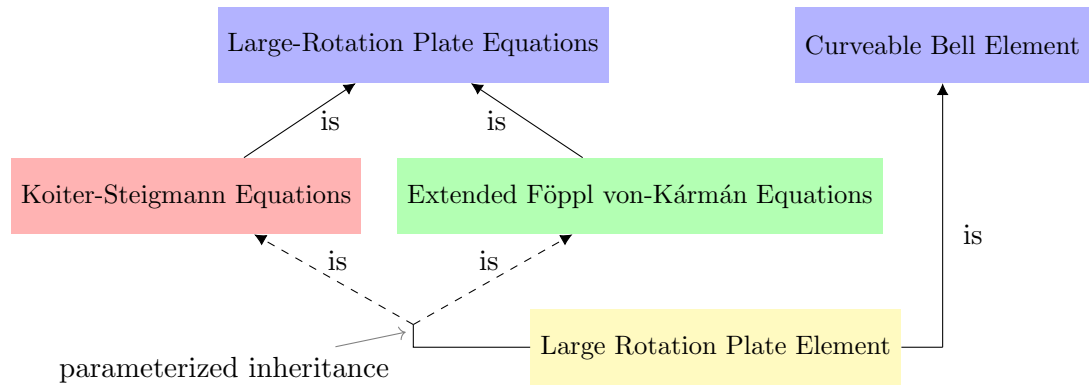 Large-Rotation Plate Equations
Curveable Bell Element
is
is
Koiter-Steigmann Equations
Extended Föppl von-Kármán Equations
is
is
is
Large Rotation Plate Element
parameterized inheritance